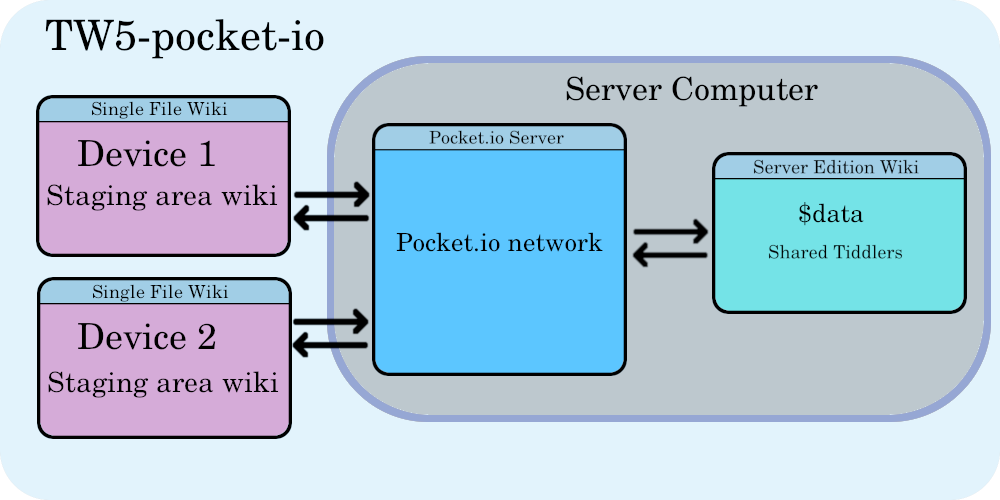 TW5-pocket-io
Server Computer
Single File Wiki
Device 1
Staging area wiki
Single File Wiki
Device 2
Staging area wiki
Pocket.io Server
Pocket.io network
Server Edition Wiki
$data
Shared Tiddlers